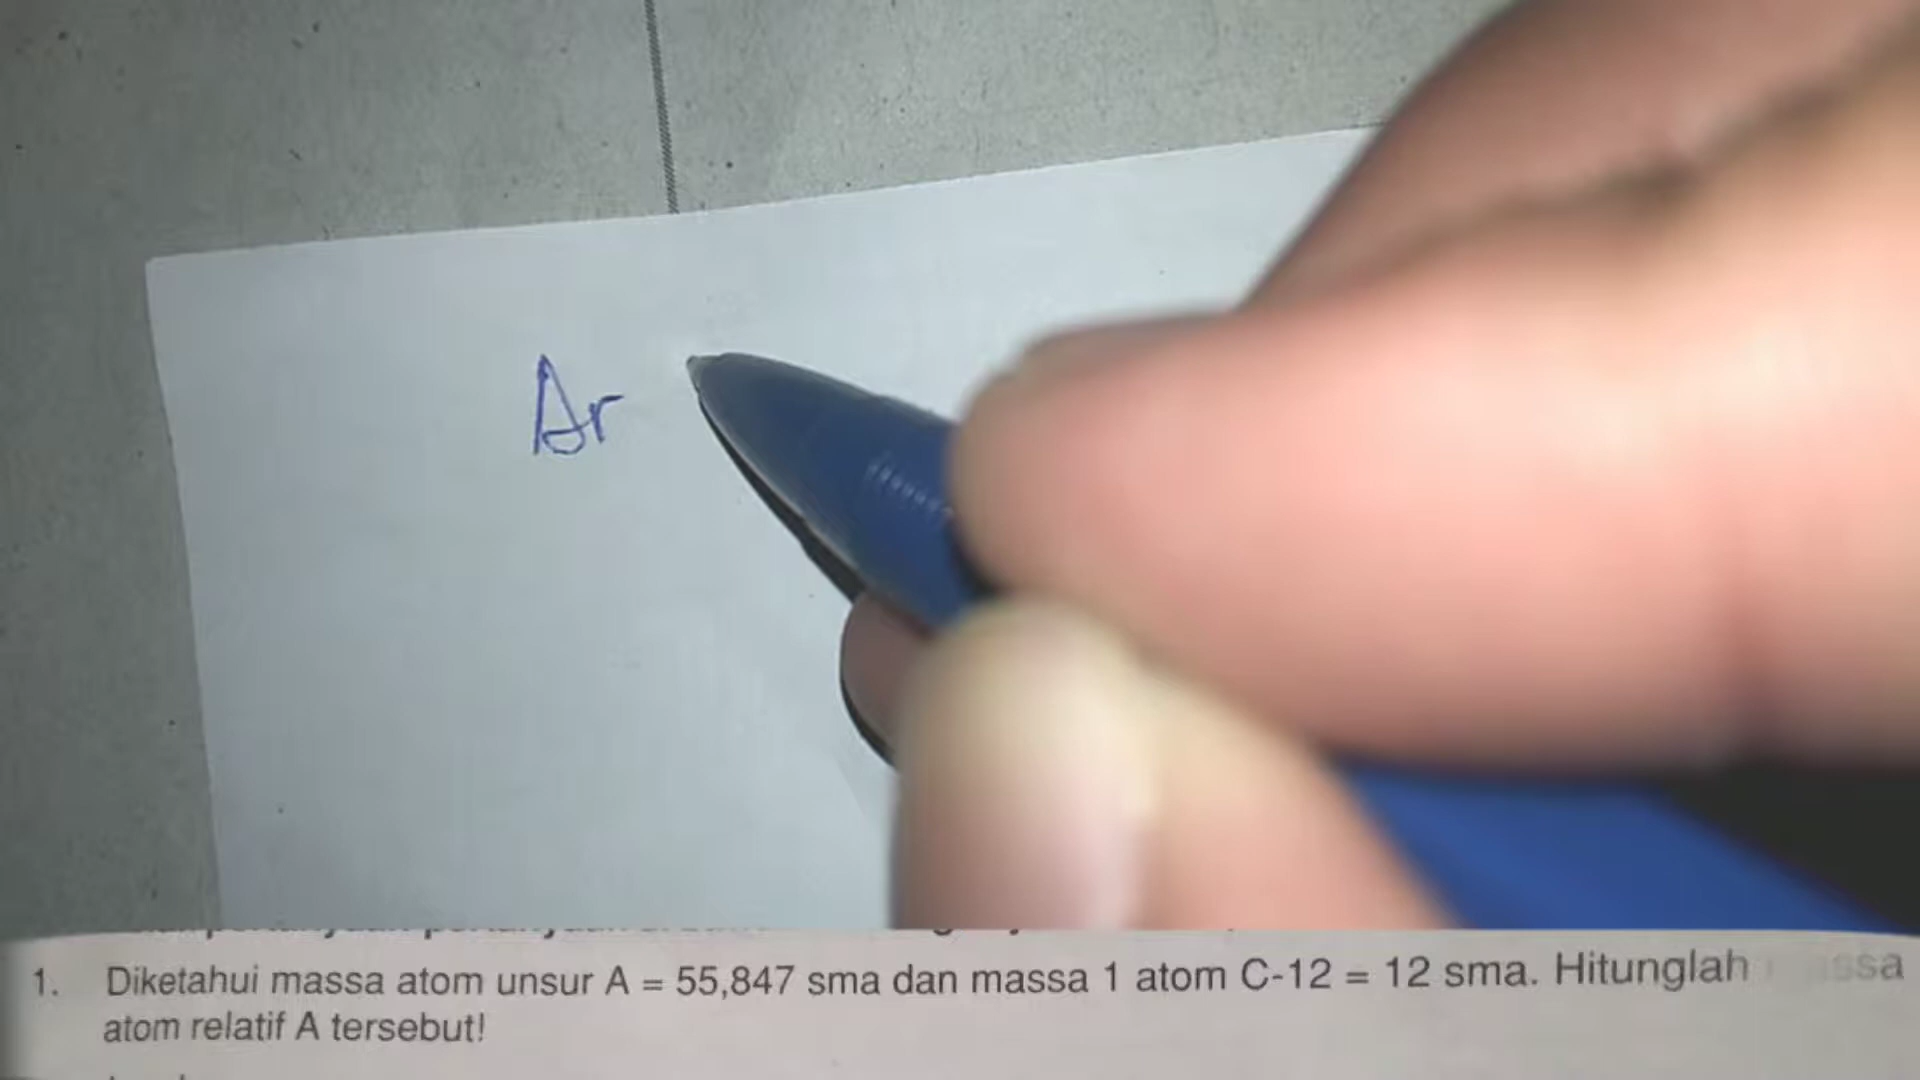 Ar
1. Diketahui massa atom unsur A = 55,847 sma dan massa 1 atom C-12 = 12 sma. Hitunglah
atom relatif A tersebut!